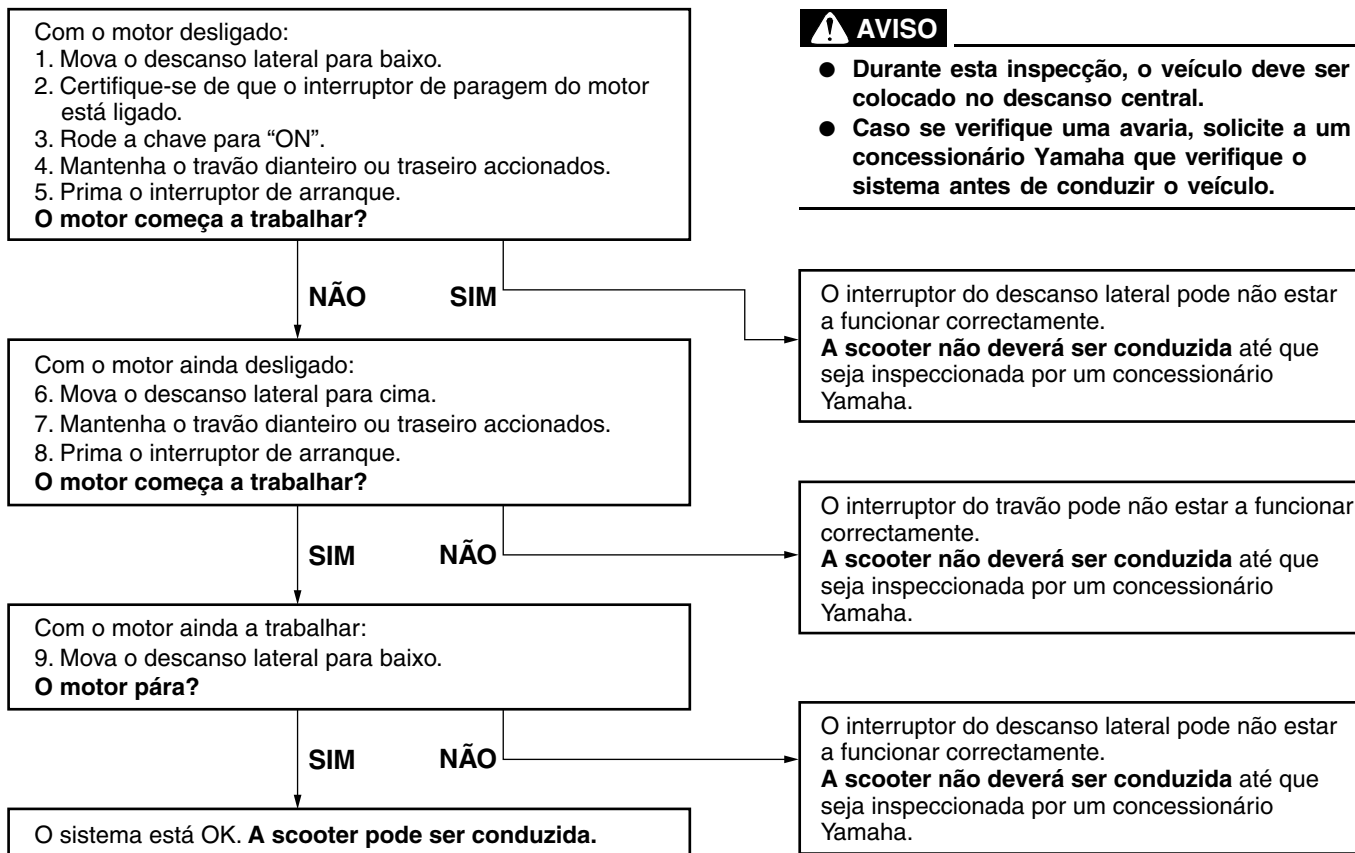 Com o motor desligado:
1. Mova o descanso lateral para baixo.
2. Certifique-se de que o interruptor de paragem do motor
está ligado.
3. Rode a chave para “ON”.
4. Mantenha o travão dianteiro ou traseiro accionados.
5. Prima o interruptor de arranque.
O motor começa a trabalhar?
AVISO
● Durante esta inspecção, o veículo deve ser
colocado no descanso central.
● Caso se verifique uma avaria, solicite a um
concessionário Yamaha que verifique o
sistema antes de conduzir o veículo.
NÃO SIM
O interruptor do descanso lateral pode não estar
a funcionar correctamente.
A scooter não deverá ser conduzida até que
seja inspeccionada por um concessionário
Yamaha.
Com o motor ainda desligado:
6. Mova o descanso lateral para cima.
7. Mantenha o travão dianteiro ou traseiro accionados.
8. Prima o interruptor de arranque.
O motor começa a trabalhar?
SIM NÃO
O interruptor do travão pode não estar a funcionar
correctamente.
A scooter não deverá ser conduzida até que
seja inspeccionada por um concessionário
Yamaha.
Com o motor ainda a trabalhar:
9. Mova o descanso lateral para baixo.
O motor pára?
SIM NÃO
O interruptor do descanso lateral pode não estar
a funcionar correctamente.
A scooter não deverá ser conduzida até que
seja inspeccionada por um concessionário
Yamaha.
O sistema está OK. A scooter pode ser conduzida.